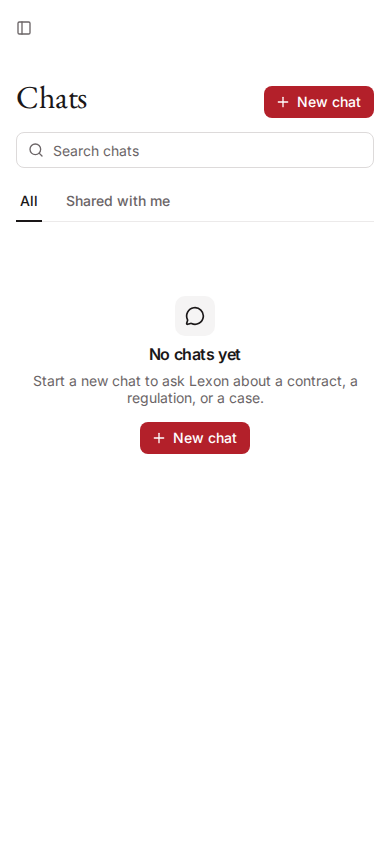 Chats
New chat
Search chats
All
Shared with me
No chats yet
Start a new chat to ask Lexon about a contract, a
regulation, or a case.
New chat